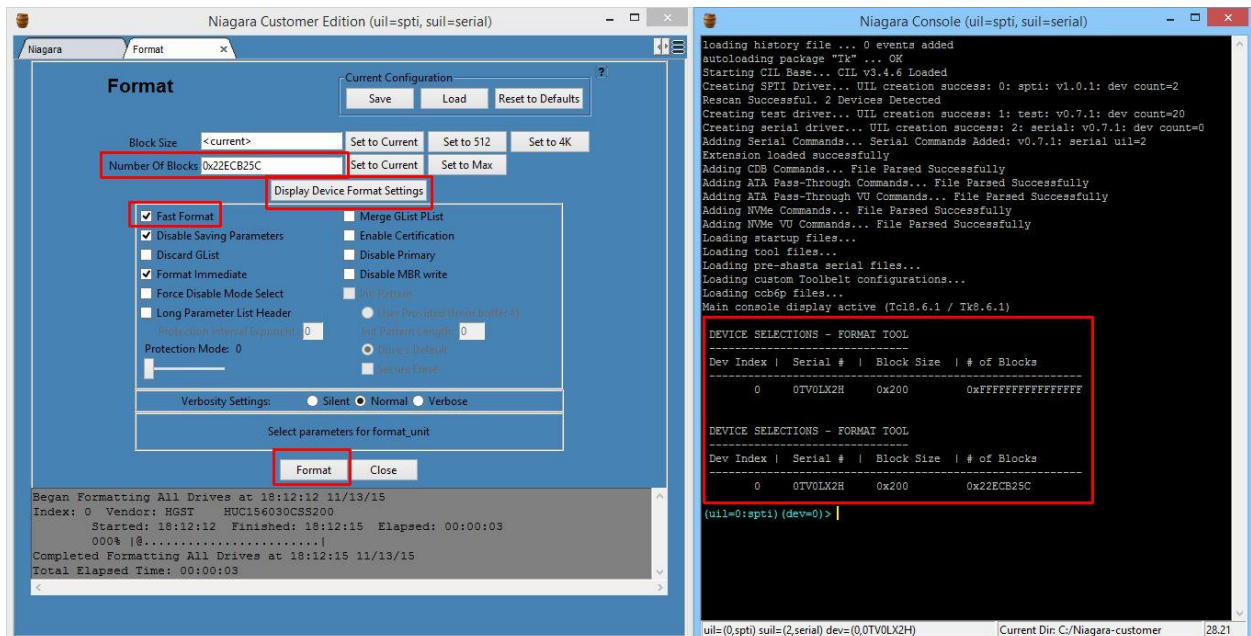 Niagara Customer Edition (uil=spti, suil=serial)
Niagara
Format
Format
Current Configuration
Save Load Reset to Defaults
?
Block Size <current> Set to Current Set to 512 Set to 4K
Number Of Blocks 0x22ECB25C Set to Current Set to Max
Display Device Format Settings
Fast Format Merge GList PList
Disable Saving Parameters Enable Certification
Discard GList Disable Primary
Format Immediate Disable MBR write
Force Disable Mode Select Init Pattern
Long Parameter List Header User Provided (from buffer 4)
Protection Interval Exponent: 0 Init Pattern Length: 0
Protection Mode: 0 Drive's Default
Secure Erase
Verbosity Settings: Silent Normal Verbose
Select parameters for format_unit
Format Close
Began Formatting All Drives at 18:12:12 11/13/15
Index: 0 Vendor: HGST HUC156030CSS200
Started: 18:12:12 Finished: 18:12:15 Elapsed: 00:00:03
000% |@........................|
Completed Formatting All Drives at 18:12:15 11/13/15
Total Elapsed Time: 00:00:03
Niagara Console (uil=spti, suil=serial)
loading history file ... 0 events added
autoloading package "Tk" ... OK
Starting CIL Base... CIL v3.4.6 Loaded
Creating SPTI Driver... UIL creation success: 0: spti: v1.0.1: dev count=2
Rescan Successful. 2 Devices Detected
Creating test driver... UIL creation success: 1: test: v0.7.1: dev count=20
Creating serial driver... UIL creation success: 2: serial: v0.7.1: dev count=0
Adding Serial Commands... Serial Commands Added: v0.7.1: serial uil=2
Extension loaded successfully
Adding CDB Commands... File Parsed Successfully
Adding ATA Pass-Through Commands... File Parsed Successfully
Adding ATA Pass-Through VU Commands... File Parsed Successfully
Adding NVMe Commands... File Parsed Successfully
Adding NVMe VU Commands... File Parsed Successfully
Loading startup files...
Loading tool files...
Loading pre-shasta serial files...
Loading custom Toolbelt configurations...
Loading ccb6p files...
Main console display active (Tcl8.6.1 / Tk8.6.1)
DEVICE SELECTIONS - FORMAT TOOL
Dev Index | Serial # | Block Size | # of Blocks
0 0TV0LX2H 0x200 0xFFFFFFFFFFFFFFFF
DEVICE SELECTIONS - FORMAT TOOL
Dev Index | Serial # | Block Size | # of Blocks
0 0TV0LX2H 0x200 0x22ECB25C
(uil=0:spti)(dev=0)>
uil=(0,spti) suil=(2,serial) dev=(0,0TV0LX2H) Current Dir: C:/Niagara-customer 28.21